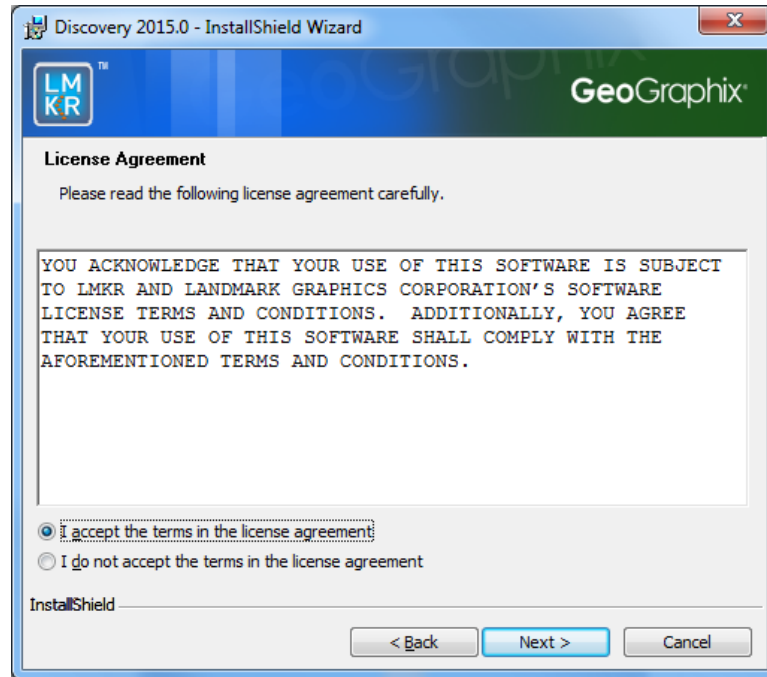 Discovery 2015.0 - InstallShield Wizard
LM
KR
TM
GeoGraphix
GeoGraphix
License Agreement
Please read the following license agreement carefully.
YOU ACKNOWLEDGE THAT YOUR USE OF THIS SOFTWARE IS SUBJECT
TO LMKR AND LANDMARK GRAPHICS CORPORATION’S SOFTWARE
LICENSE TERMS AND CONDITIONS.  ADDITIONALLY, YOU AGREE
THAT YOUR USE OF THIS SOFTWARE SHALL COMPLY WITH THE
AFOREMENTIONED TERMS AND CONDITIONS.
I accept the terms in the license agreement
I do not accept the terms in the license agreement
InstallShield
< Back
Next >
Cancel